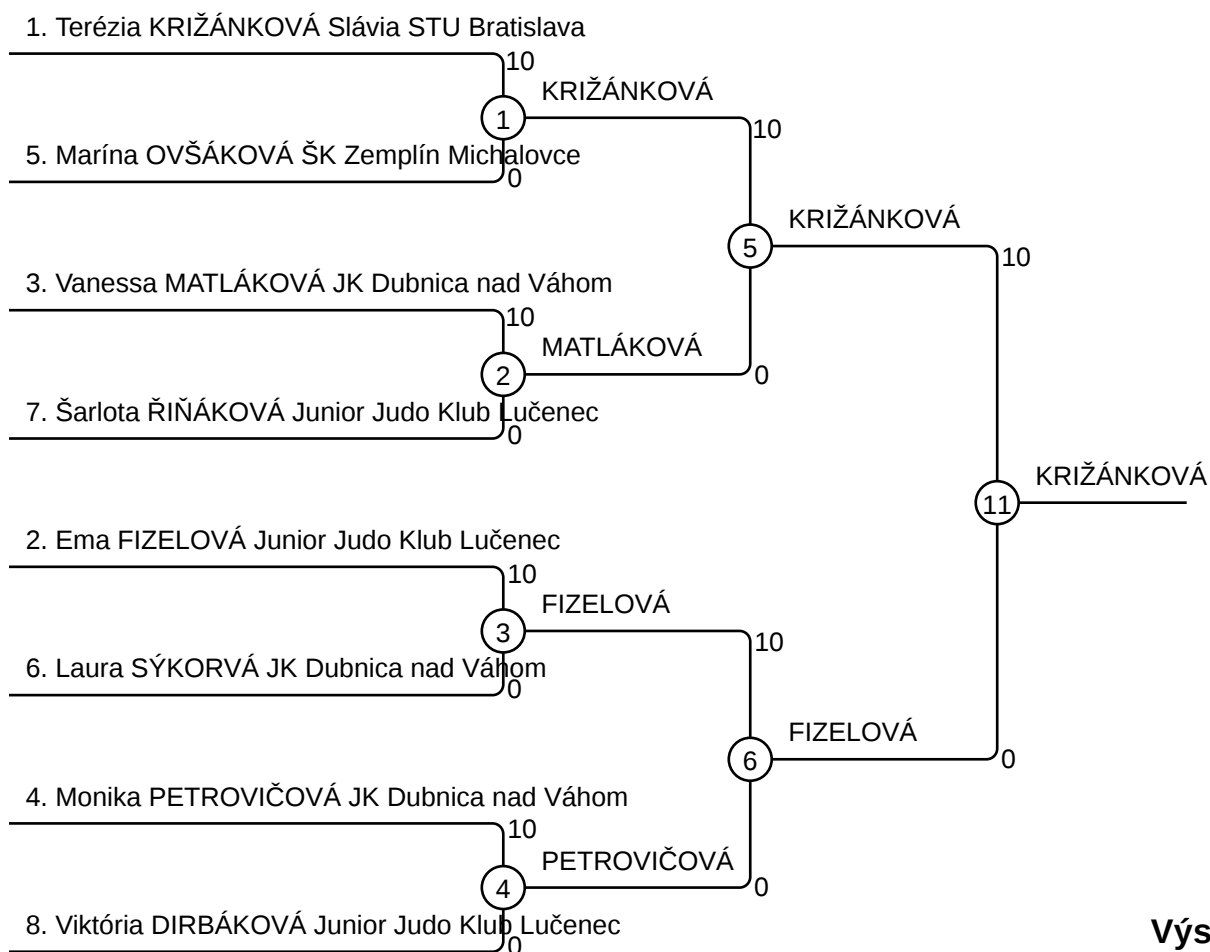 1. Terézia KRIŽÁNKOVÁ Slávia STU Bratislava
10
KRIŽÁNKOVÁ
1
10
5. Marína OVŠÁKOVÁ ŠK Zemplín Michalovce
0
KRIŽÁNKOVÁ
5
10
3. Vanessa MATLÁKOVÁ JK Dubnica nad Váhom
10
MATLÁKOVÁ
2
0
7. Šarlota ŘIŇÁKOVÁ Junior Judo Klub Lučenec
0
KRIŽÁNKOVÁ
11
2. Ema FIZELOVÁ Junior Judo Klub Lučenec
10
FIZELOVÁ
3
10
6. Laura SÝKORVÁ JK Dubnica nad Váhom
0
FIZELOVÁ
6
0
4. Monika PETROVIČOVÁ JK Dubnica nad Váhom
10
PETROVIČOVÁ
4
0
8. Viktória DIRBÁKOVÁ Junior Judo Klub Lučenec
0
Výs